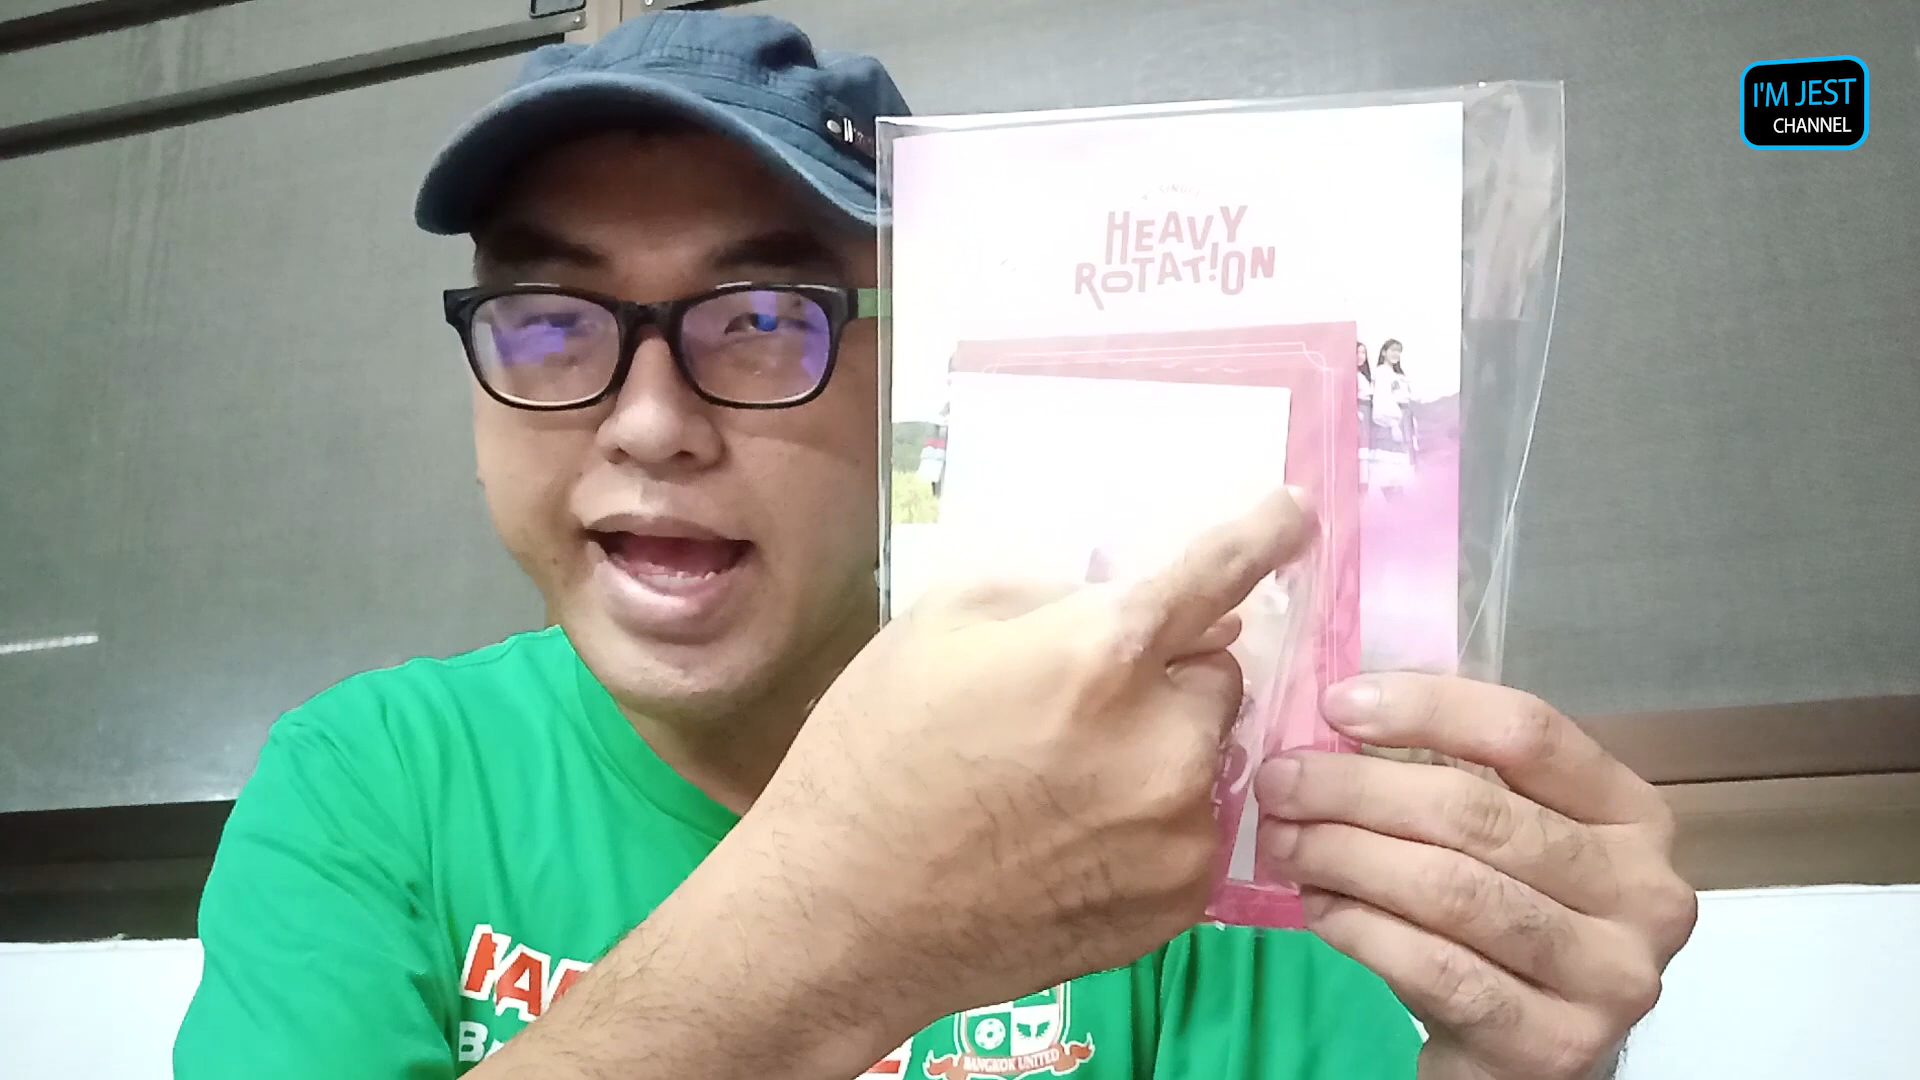 I'M JEST
CHANNEL
HEAVY
ROTAT!ON
BANGKOK UNITED